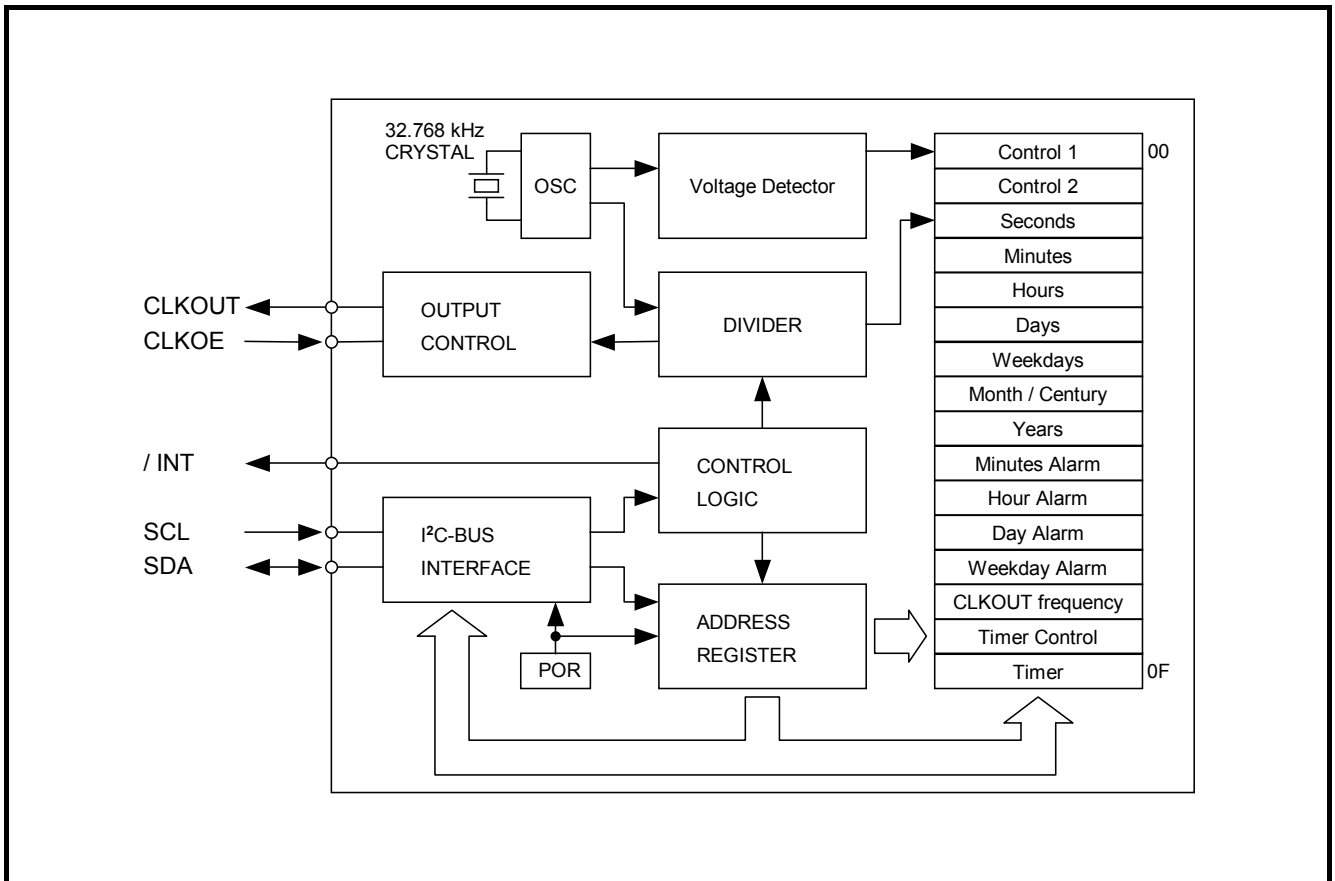 32.768 kHz
CRYSTAL
OSC
Voltage Detector
Control 1
00
Control 2
Seconds
Minutes
Hours
Days
Weekdays
Month / Century
Years
Minutes Alarm
Hour Alarm
Day Alarm
Weekday Alarm
CLKOUT frequency
Timer Control
Timer
0F
CLKOUT
CLKOE
OUTPUT
CONTROL
DIVIDER
/ INT
CONTROL
LOGIC
SCL
SDA
I²C-BUS
INTERFACE
ADDRESS
REGISTER
POR